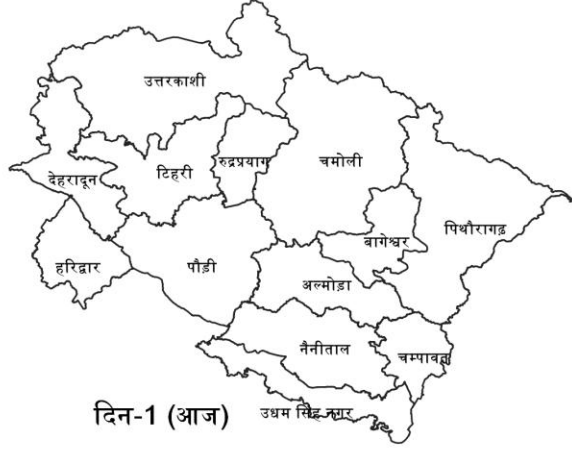 उत्तरकाशी
देहरादून
टिहरी
रुद्रप्रयाग
चमोली
पिथौरागढ़
बागेश्वर
हरिद्वार
पौड़ी
अल्मोड़ा
नैनीताल
चम्पावत
दिन-1 (आज)
उधम सिंह नगर